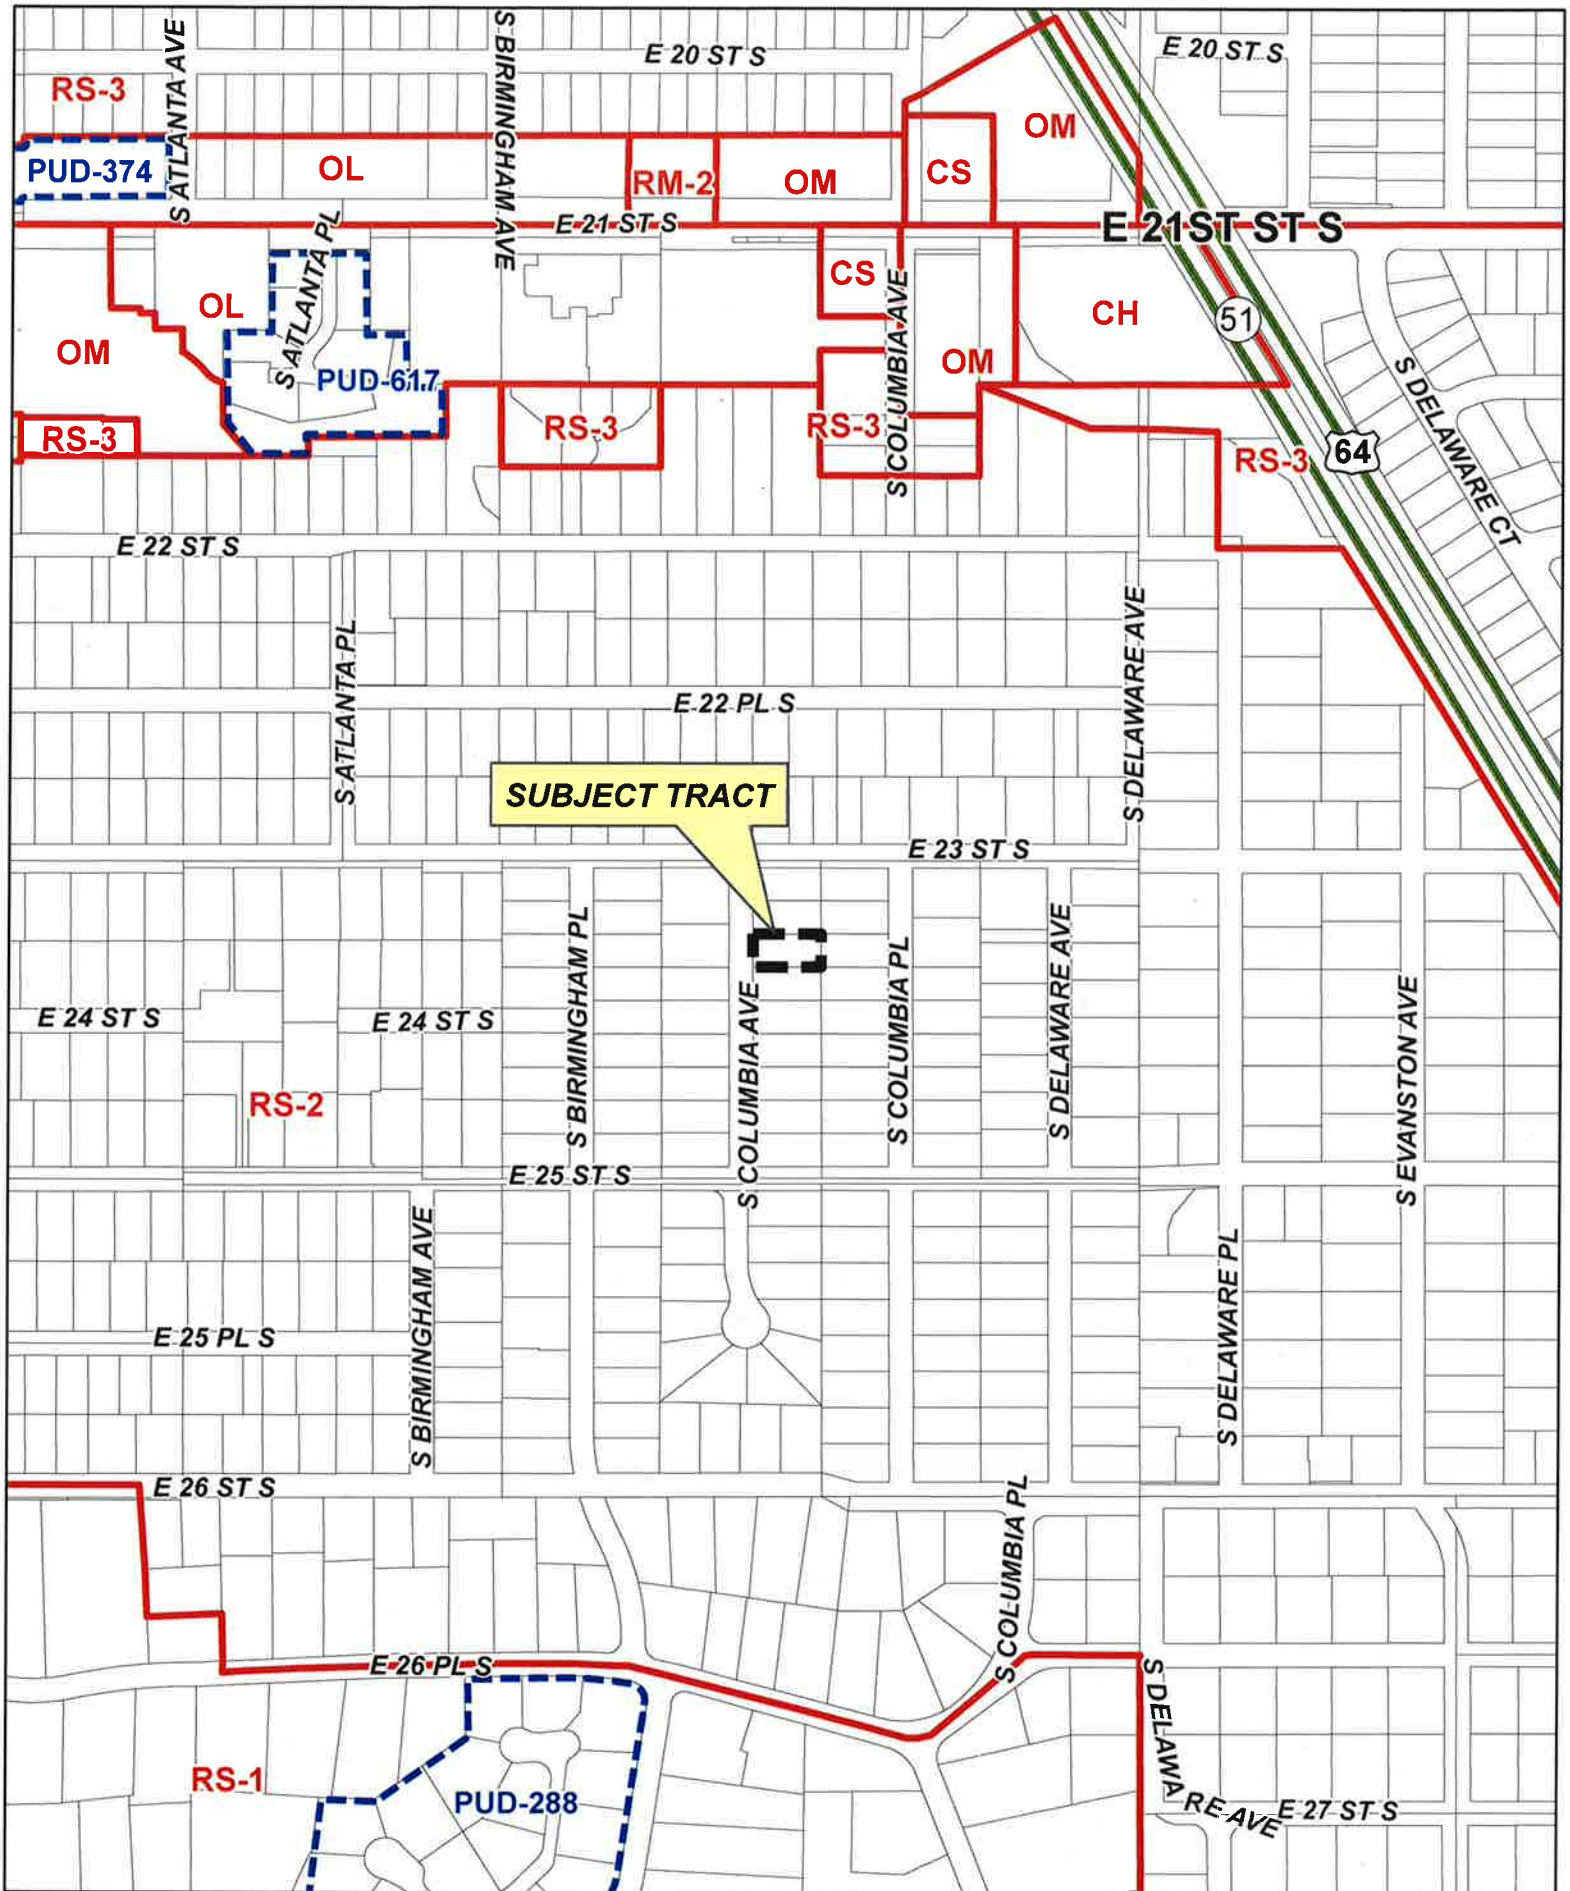 E 20 ST S
E 20 ST S
RS-3
S ATLANTA AVE
S BIRMINGHAM AVE
OM
PUD-374
OL
RM-2
OM
CS
E 21 ST S
E 21ST ST S
S ATLANTA PL
OL
CS
S COLUMBIA AVE
CH
51
OM
OM
PUD-617
S DELAWARE CT
RS-3
RS-3
RS-3
RS-3
64
E 22 ST S
S ATLANTA PL
S DELAWARE AVE
E 22 PL S
SUBJECT TRACT
E 23 ST S
S BIRMINGHAM PL
S COLUMBIA AVE
S COLUMBIA PL
S DELAWARE AVE
S EVANSTON AVE
E 24 ST S
E 24 ST S
RS-2
E 25 ST S
S BIRMINGHAM AVE
S DELAWARE PL
E 25 PL S
E 26 ST S
S COLUMBIA PL
E 26 PL S
S DELAWARE AVE
RS-1
PUD-288
E 27 ST S